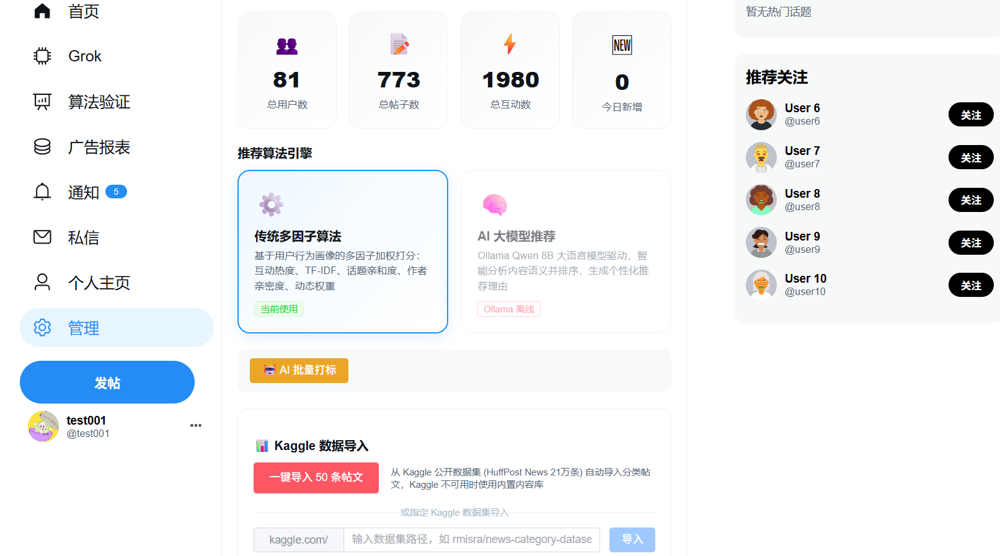 首页
Grok
算法验证
广告报表
通知 5
私信
个人主页
管理
发帖
test001
@test001
81
总用户数
773
总帖子数
1980
总互动数
NEW
0
今日新增
推荐算法引擎
传统多因子算法
基于用户行为画像的多因子加权打分：
互动热度、TF-IDF、话题亲和度、作者
亲密度、动态权重
当前使用
AI 大模型推荐
Ollama Qwen 8B 大语言模型驱动，智
能分析内容语义并排序，生成个性化推
荐理由
Ollama 离线
AI 批量打标
Kaggle 数据导入
一键导入 50 条帖文
从 Kaggle 公开数据集 (HuffPost News 21万条) 自动导入分类帖
文，Kaggle 不可用时使用内置内容库
或指定 Kaggle 数据集导入
kaggle.com/
输入数据集路径，如 rmisra/news-category-datase
导入
暂无热门话题
推荐关注
User 6
@user6
关注
User 7
@user7
关注
User 8
@user8
关注
User 9
@user9
关注
User 10
@user10
关注